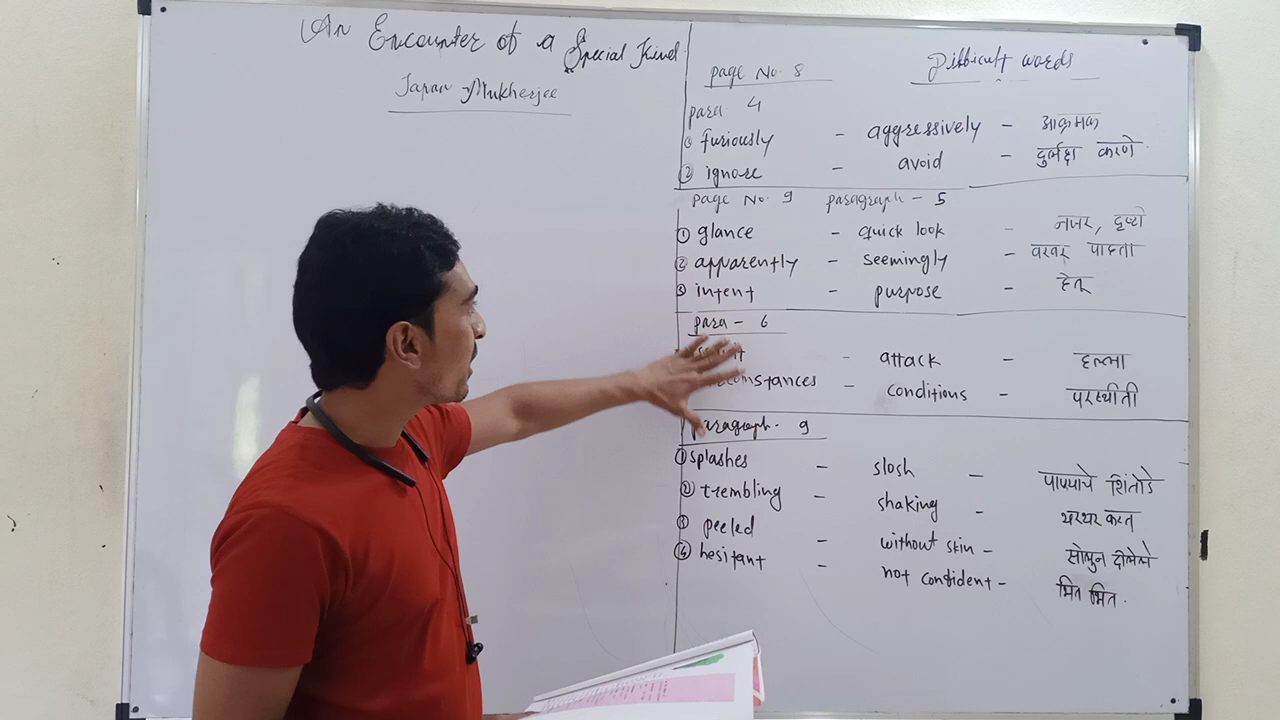 An Encounter of a Special Kind
Tapan Mukherjee
page No. 8 Difficult words
para 4
① furiously - aggressively - आक्रमक
② ignore - avoid - दुर्लक्ष करणे
page No. 9 paragraph - 5
① glance - quick look - नजर, दृष्टी
② apparently - seemingly - वरवर पाहता
③ intent - purpose - हेतू
para - 6
- attack - हल्ला
circumstances - conditions - परस्थीती
paragraph - 9
① splashes - slosh - पाण्याचे शिंतोडे
② trembling - shaking - थरथर करत
③ peeled - without skin - सोलुन दीलेले
④ hesitant - not confident - भित भित.